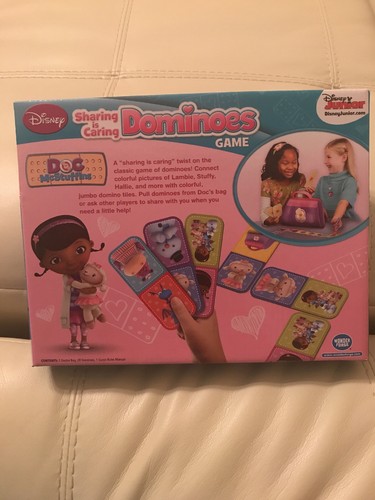 Disney
Sharing is Caring
Dominoes
GAME
Disney Junior
DisneyJunior.com
DOC
McStuffins
A "sharing is caring" twist on the
classic game of dominoes! Connect
colorful pictures of Lambie, Stuffy,
Hallie, and more with colorful,
jumbo domino tiles. Pull dominoes from Doc's bag
or ask other players to share with you when you
need a little help!
WONDER
FORGE